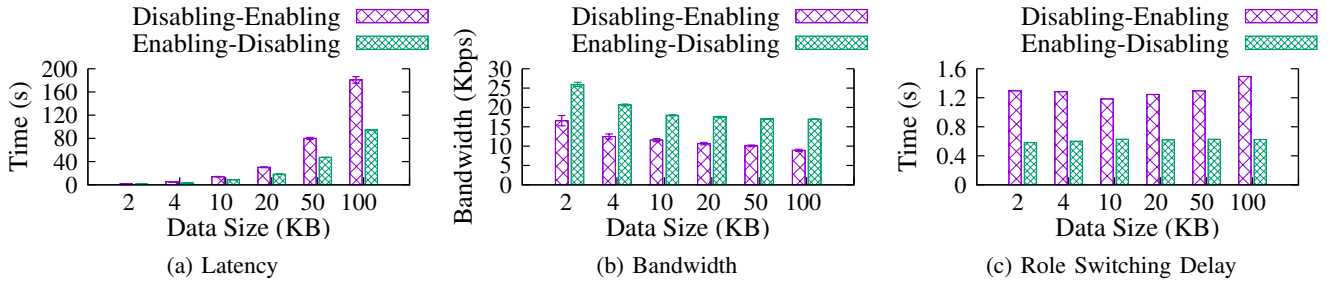 Disabling-Enabling
Enabling-Disabling
200
160
120
80
40
0
Time (s)
2 4 10 20 50 100
Data Size (KB)
(a) Latency
Disabling-Enabling
Enabling-Disabling
30
25
20
15
10
5
0
Bandwidth (Kbps)
2 4 10 20 50 100
Data Size (KB)
(b) Bandwidth
Disabling-Enabling
Enabling-Disabling
1.6
1.2
0.8
0.4
0
Time (s)
2 4 10 20 50 100
Data Size (KB)
(c) Role Switching Delay